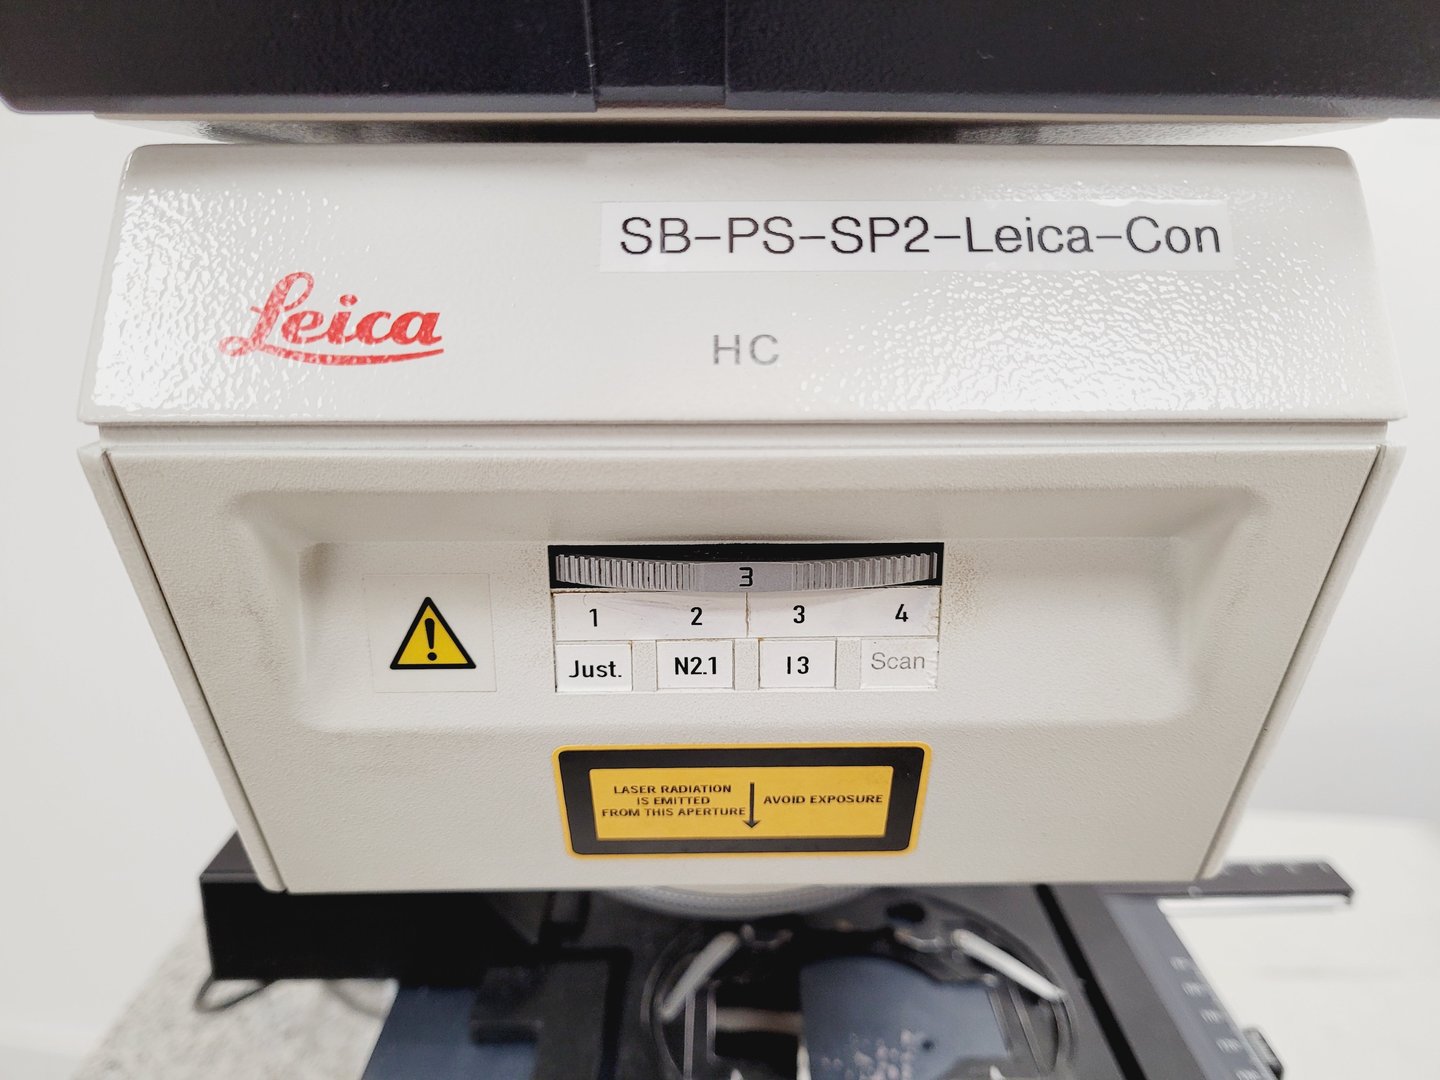 SB-PS-SP2-Leica-Con
Leica
HC
3
1 2 3 4
Just. N2.1 I3 Scan
LASER RADIATION
IS EMITTED
FROM THIS APERTURE
AVOID EXPOSURE